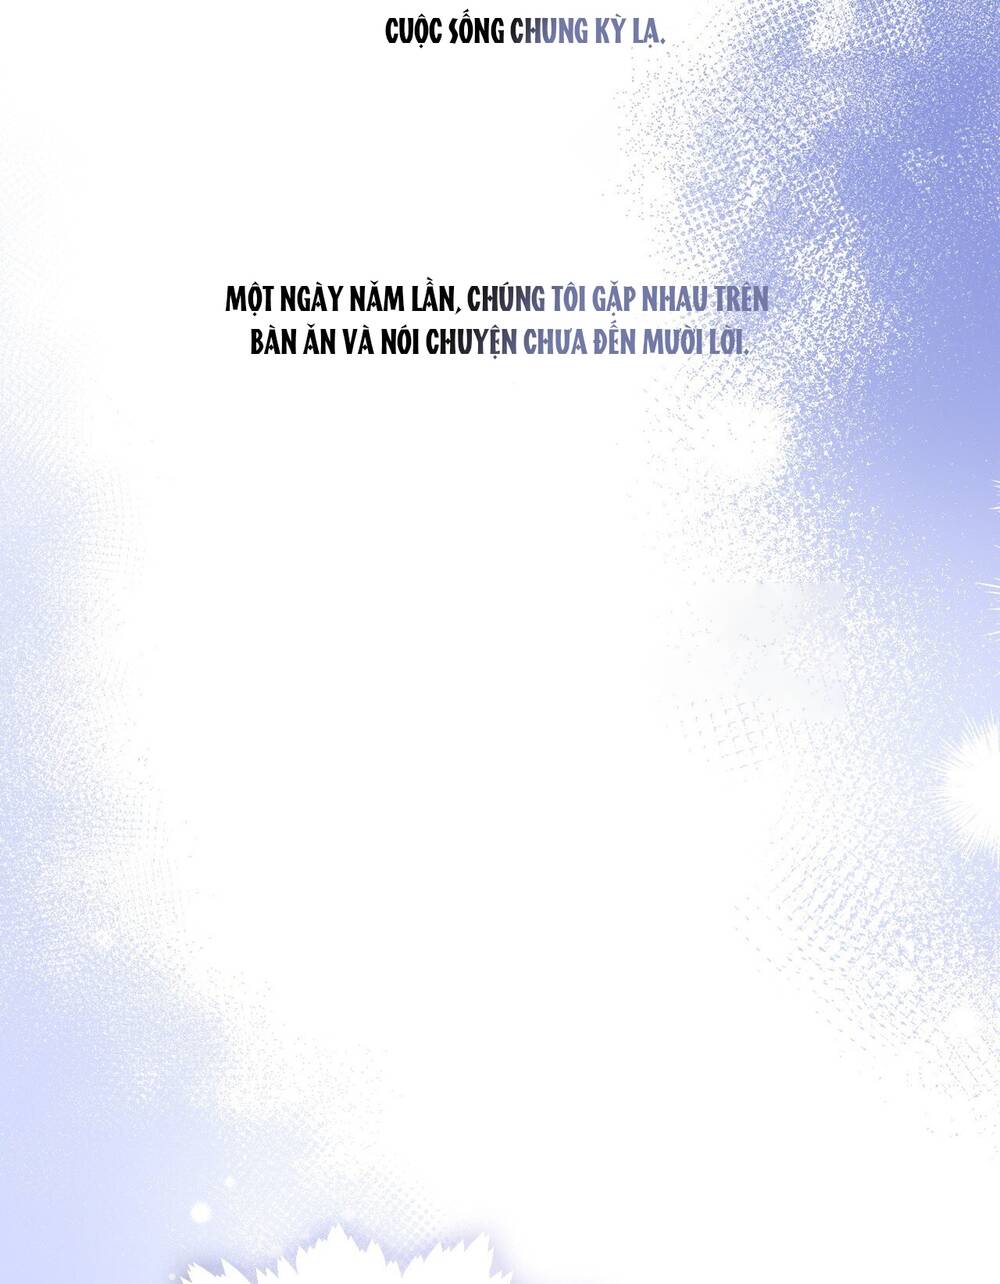 CUỘC SỐNG CHUNG KỲ LẠ.
MỘT NGÀY NĂM LẦN, CHÚNG TÔI GẶP NHAU TRÊN
BÀN ĂN VÀ NÓI CHUYỆN CHƯA ĐẾN MƯỜI LỜI.